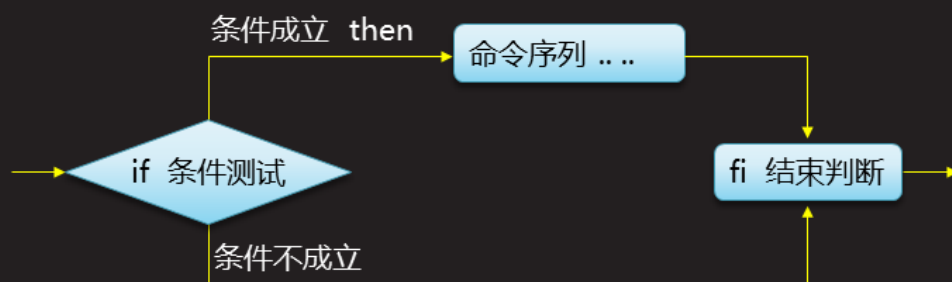 条件成立 then
命令序列 .. ..
if 条件测试
fi 结束判断
条件不成立